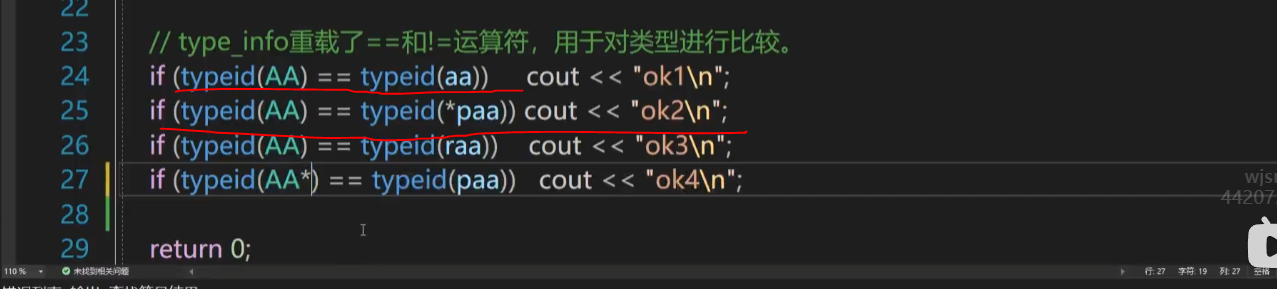 22
23 // type_info重载了==和!=运算符，用于对类型进行比较。
24 if (typeid(AA) == typeid(aa)) cout << "ok1\n";
25 if (typeid(AA) == typeid(*paa)) cout << "ok2\n";
26 if (typeid(AA) == typeid(raa)) cout << "ok3\n";
27 if (typeid(AA*) == typeid(paa)) cout << "ok4\n";
wjsn
44207
28
29 return 0;
110 % 未找到相关问题 行: 27 字符: 19 列: 27 空格